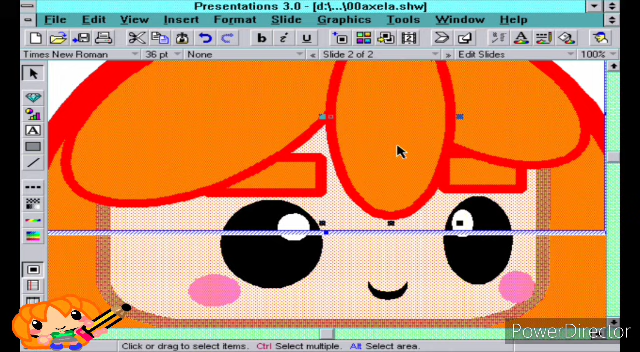 Presentations 3.0 - [d:\...\00axela.shw]
File Edit View Insert Format Slide Graphics Tools Window Help
b i U
Times New Roman 36 pt None < Slide 2 of 2 > Edit Slides 100%
A
PowerDirector
Click or drag to select items. Ctrl Select multiple. Alt Select area.